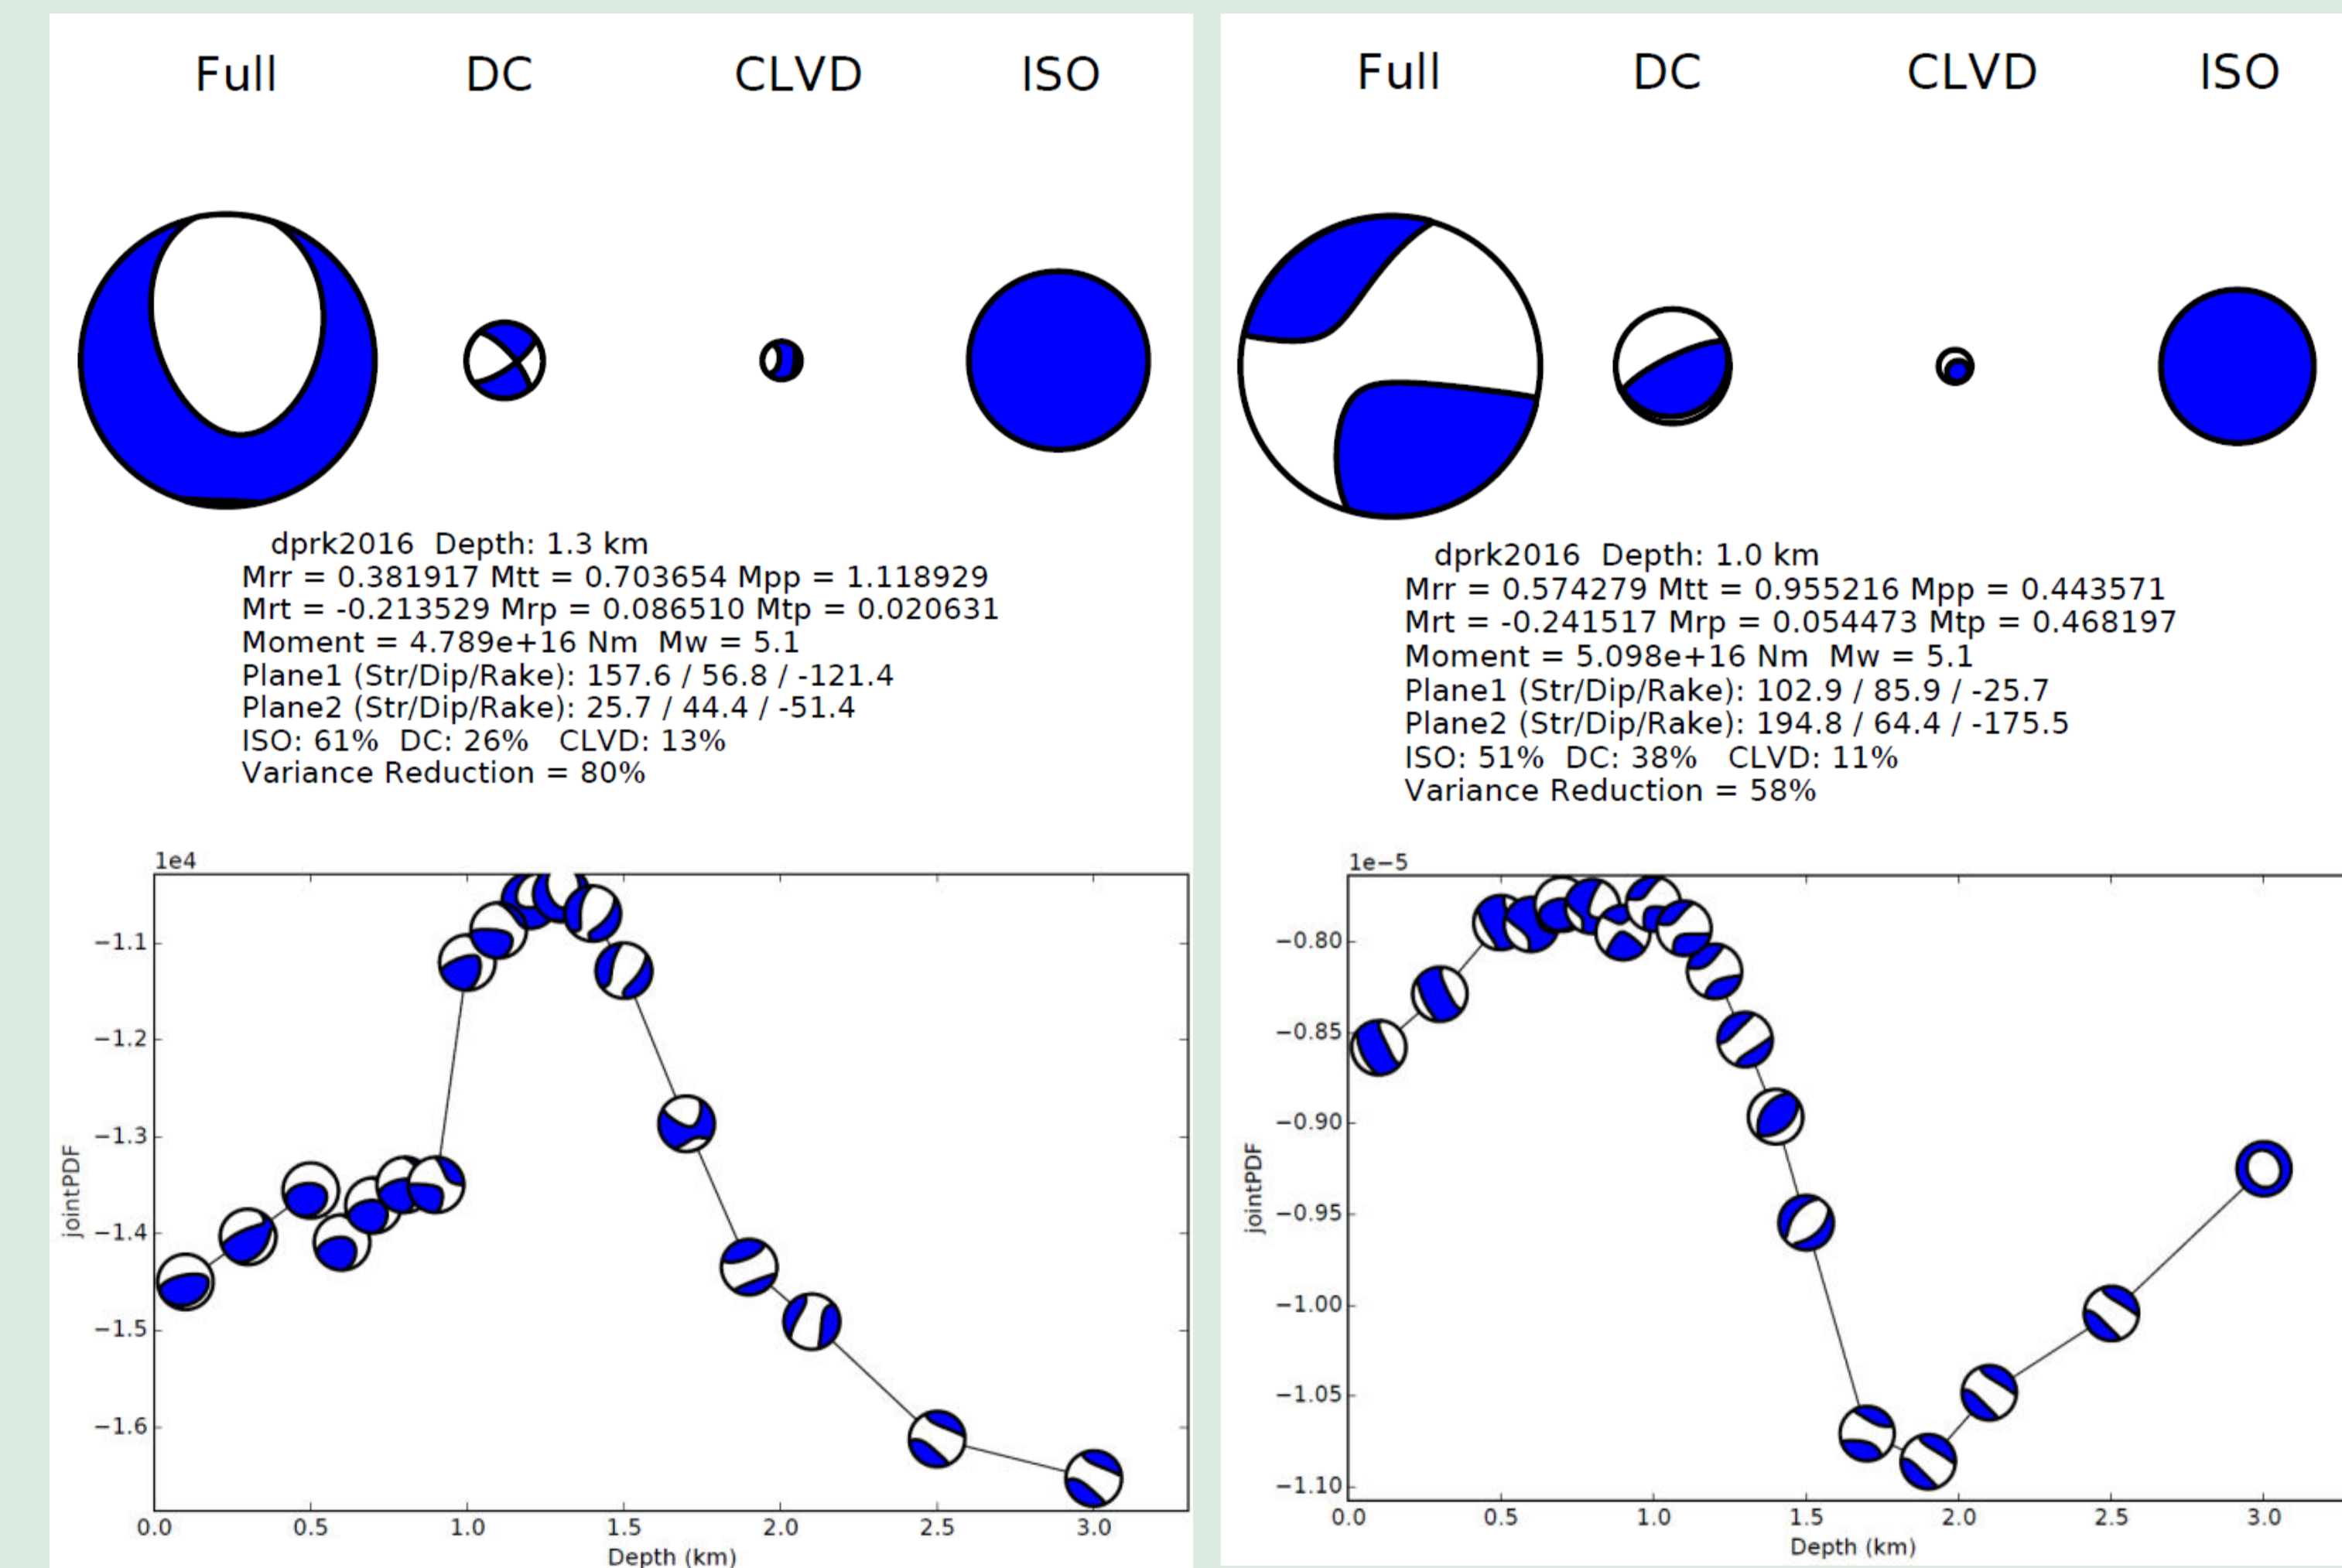 Full DC CLVD ISO
dprk2016 Depth: 1.3 km
Mrr = 0.381917 Mtt = 0.703654 Mpp = 1.118929
Mrt = -0.213529 Mrp = 0.086510 Mtp = 0.020631
Moment = 4.789e+16 Nm Mw = 5.1
Plane1 (Str/Dip/Rake): 157.6 / 56.8 / -121.4
Plane2 (Str/Dip/Rake): 25.7 / 44.4 / -51.4
ISO: 61% DC: 26% CLVD: 13%
Variance Reduction = 80%
1e4
−1.1
−1.2
−1.3
−1.4
−1.5
−1.6
jointPDF
0.0 0.5 1.0 1.5 2.0 2.5 3.0
Depth (km)
Full DC CLVD ISO
dprk2016 Depth: 1.0 km
Mrr = 0.574279 Mtt = 0.955216 Mpp = 0.443571
Mrt = -0.241517 Mrp = 0.054473 Mtp = 0.468197
Moment = 5.098e+16 Nm Mw = 5.1
Plane1 (Str/Dip/Rake): 102.9 / 85.9 / -25.7
Plane2 (Str/Dip/Rake): 194.8 / 64.4 / -175.5
ISO: 51% DC: 38% CLVD: 11%
Variance Reduction = 58%
1e−5
−0.80
−0.85
−0.90
−0.95
−1.00
−1.05
−1.10
jointPDF
0.0 0.5 1.0 1.5 2.0 2.5 3.0
Depth (km)